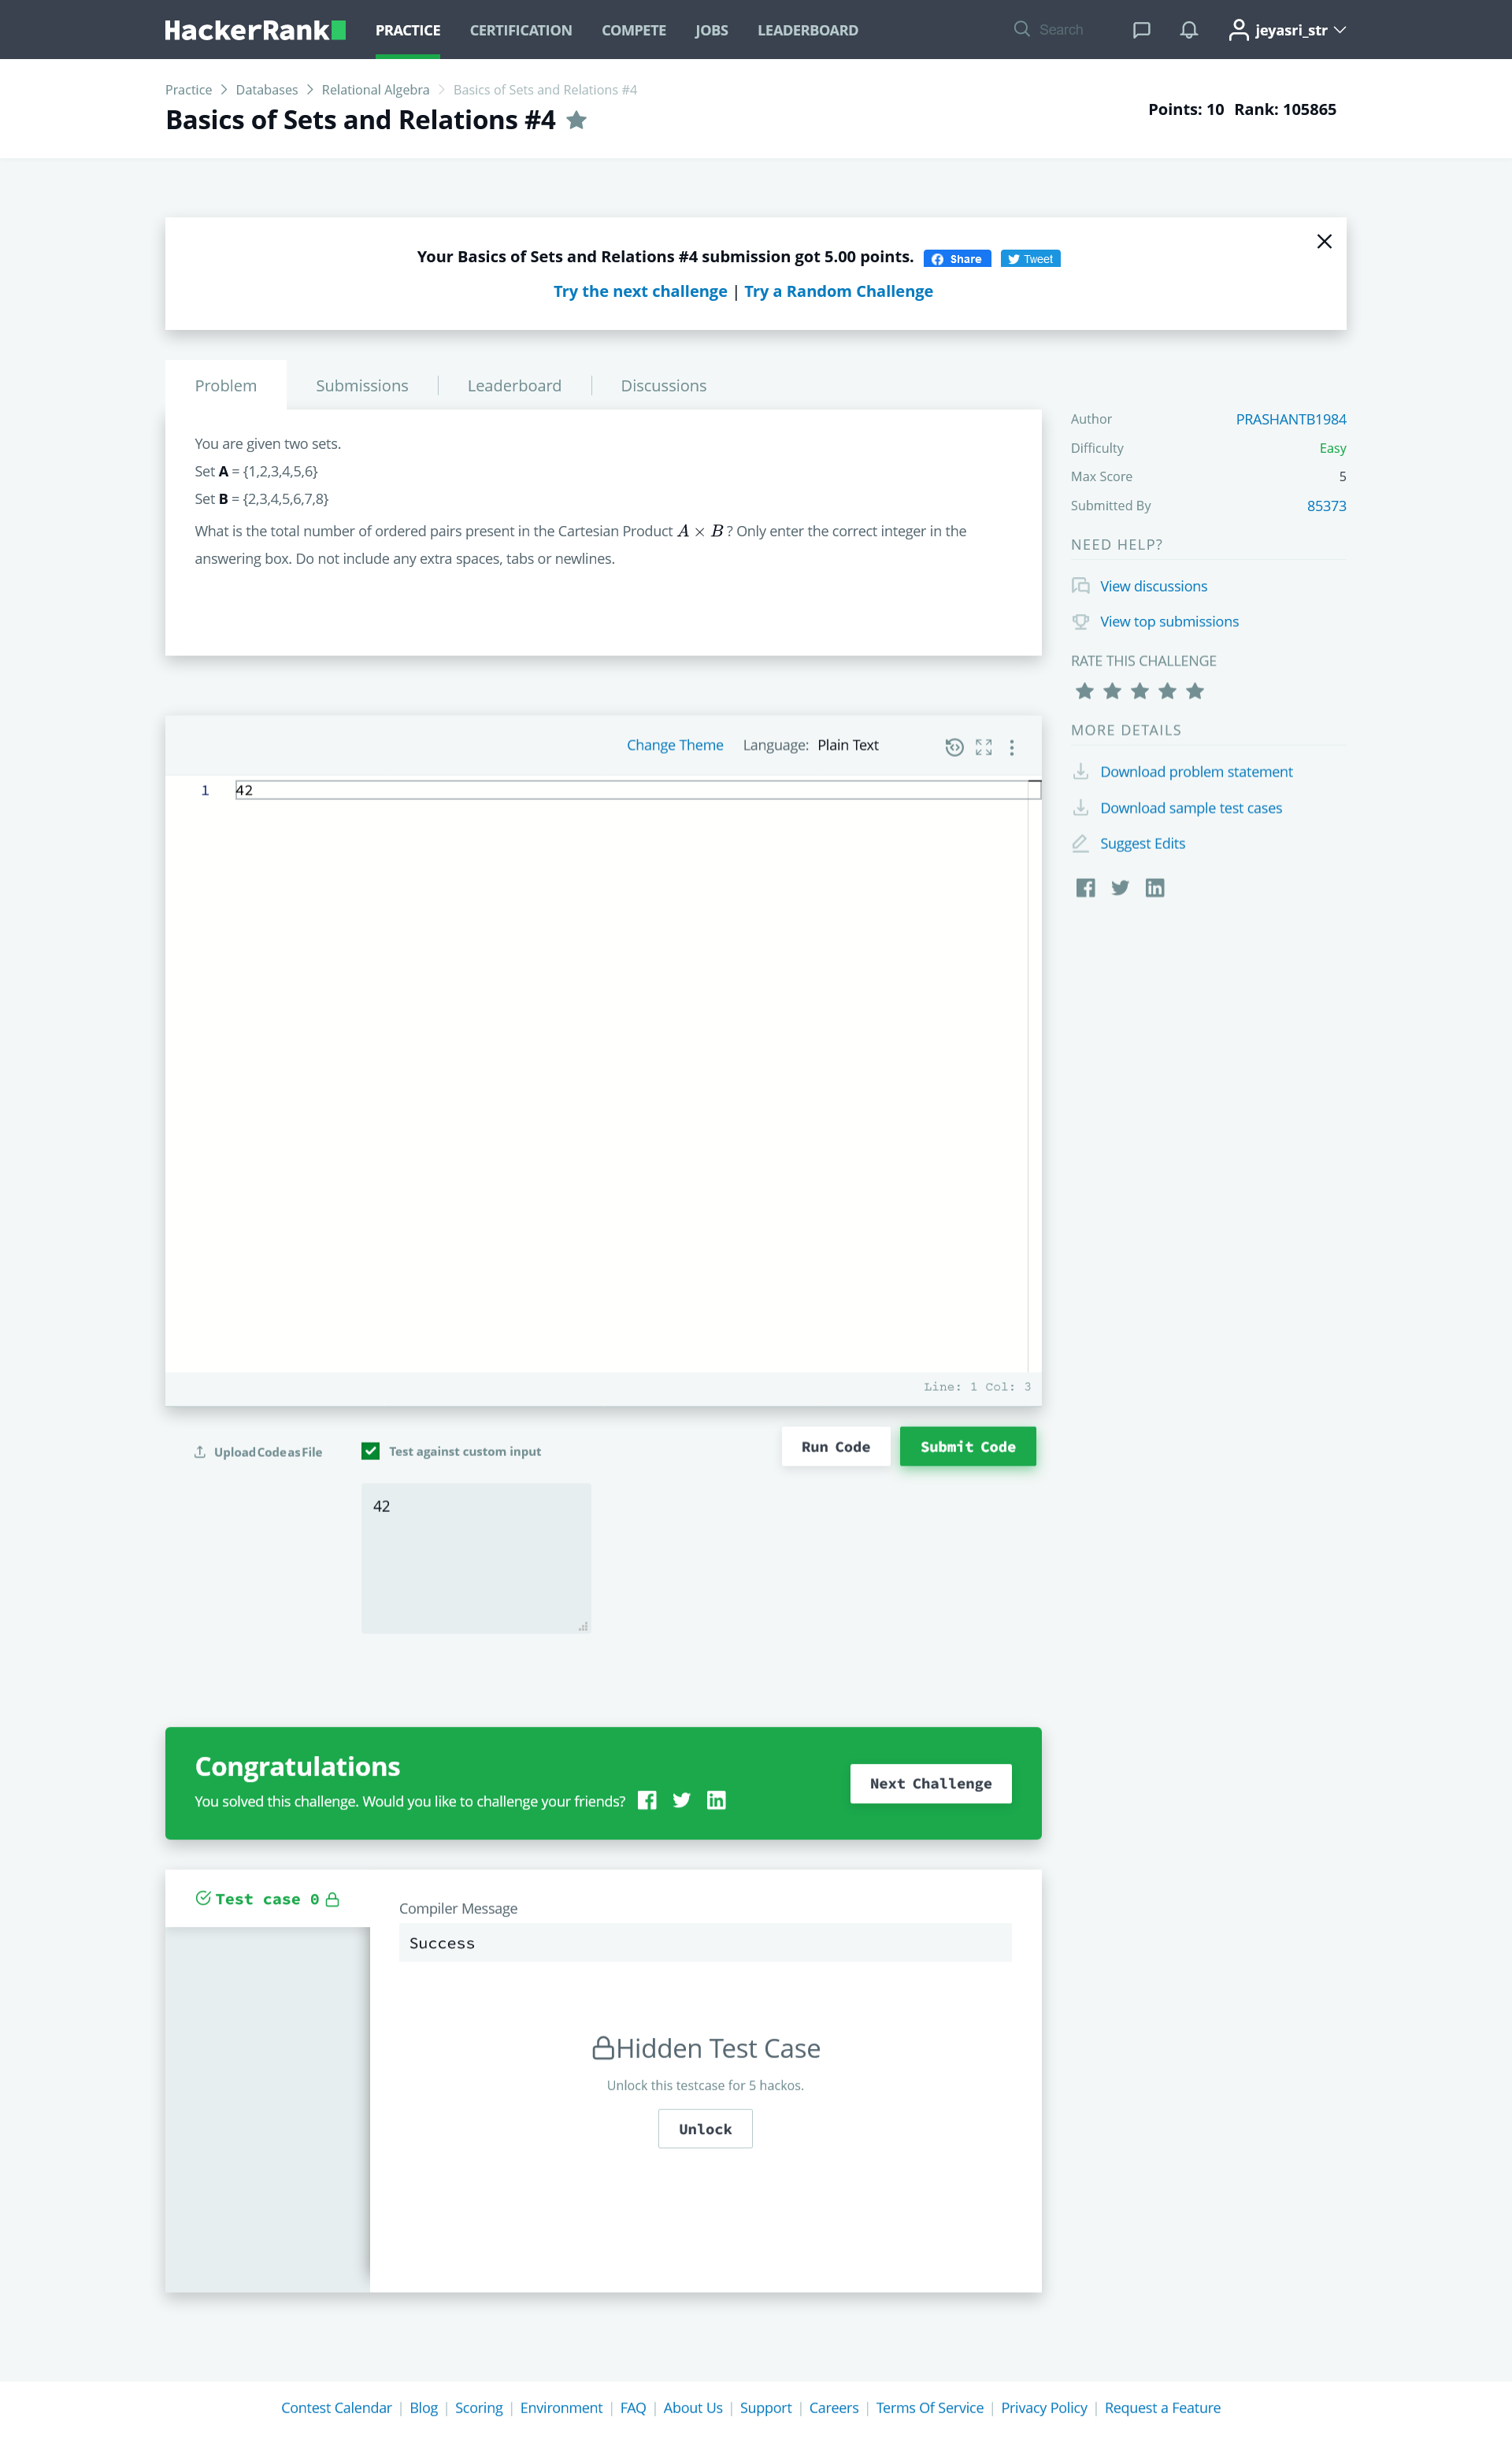 HackerRank PRACTICE CERTIFICATION COMPETE JOBS LEADERBOARD Search jeyasri_str
Practice Databases Relational Algebra Basics of Sets and Relations #4
Basics of Sets and Relations #4
Points: 10 Rank: 105865
Your Basics of Sets and Relations #4 submission got 5.00 points. Share Tweet
Try the next challenge | Try a Random Challenge
Problem Submissions Leaderboard Discussions
You are given two sets.
Set A = {1,2,3,4,5,6}
Set B = {2,3,4,5,6,7,8}
What is the total number of ordered pairs present in the Cartesian Product A × B ? Only enter the correct integer in the
answering box. Do not include any extra spaces, tabs or newlines.
Author PRASHANTB1984
Difficulty Easy
Max Score 5
Submitted By 85373
NEED HELP?
View discussions
View top submissions
RATE THIS CHALLENGE
MORE DETAILS
Download problem statement
Download sample test cases
Suggest Edits
Change Theme Language: Plain Text
1 42
Line: 1 Col: 3
Upload Code as File Test against custom input Run Code Submit Code
42
Congratulations
You solved this challenge. Would you like to challenge your friends?
Next Challenge
Test case 0
Compiler Message
Success
Hidden Test Case
Unlock this testcase for 5 hackos.
Unlock
Contest Calendar | Blog | Scoring | Environment | FAQ | About Us | Support | Careers | Terms Of Service | Privacy Policy | Request a Feature